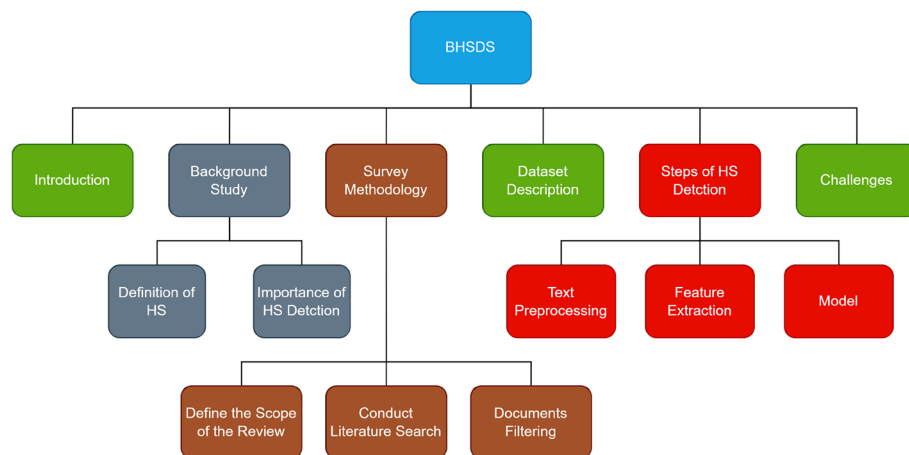 BHSDS
Introduction
Background
Study
Survey
Methodology
Dataset
Description
Steps of HS
Detction
Challenges
Definition of
HS
Importance of
HS Detction
Text
Preprocessing
Feature
Extraction
Model
Define the Scope
of the Review
Conduct
Literature Search
Documents
Filtering